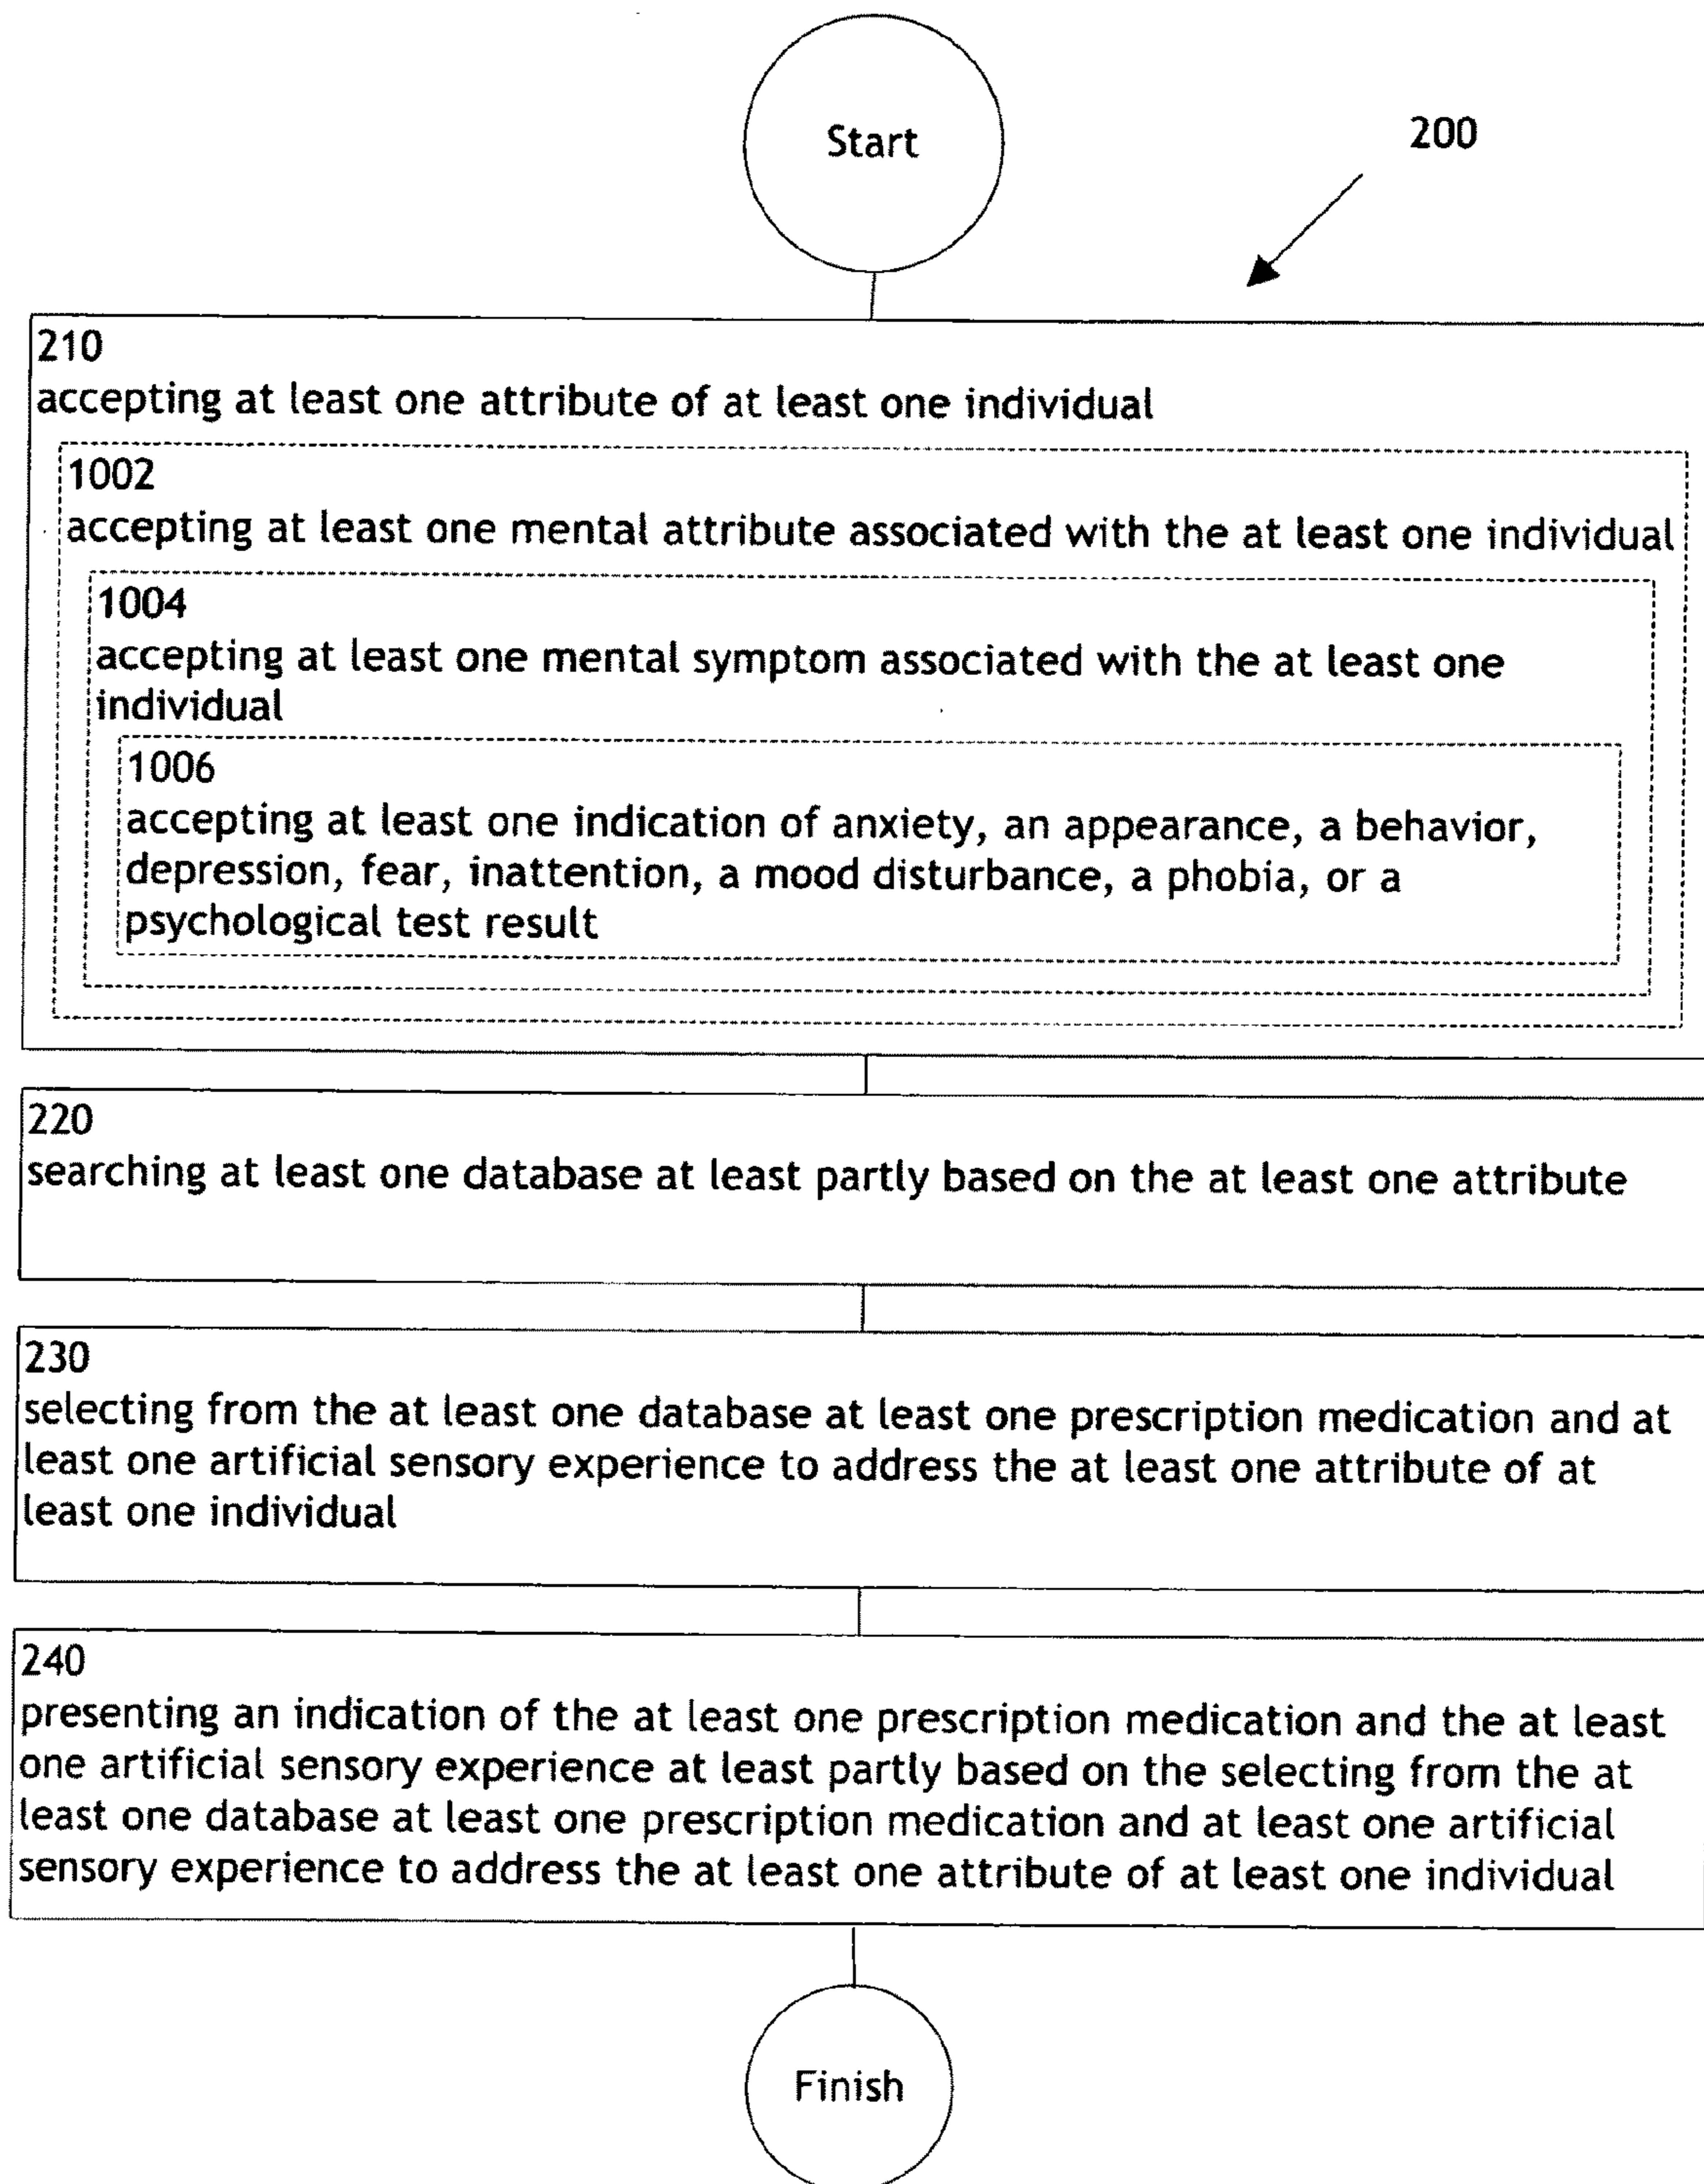 Start
200
210
accepting at least one attribute of at least one individual
1002
accepting at least one mental attribute associated with the at least one individual
1004
accepting at least one mental symptom associated with the at least one
individual
1006
accepting at least one indication of anxiety, an appearance, a behavior,
depression, fear, inattention, a mood disturbance, a phobia, or a
psychological test result
220
searching at least one database at least partly based on the at least one attribute
230
selecting from the at least one database at least one prescription medication and at
least one artificial sensory experience to address the at least one attribute of at
least one individual
240
presenting an indication of the at least one prescription medication and the at least
one artificial sensory experience at least partly based on the selecting from the at
least one database at least one prescription medication and at least one artificial
sensory experience to address the at least one attribute of at least one individual
Finish